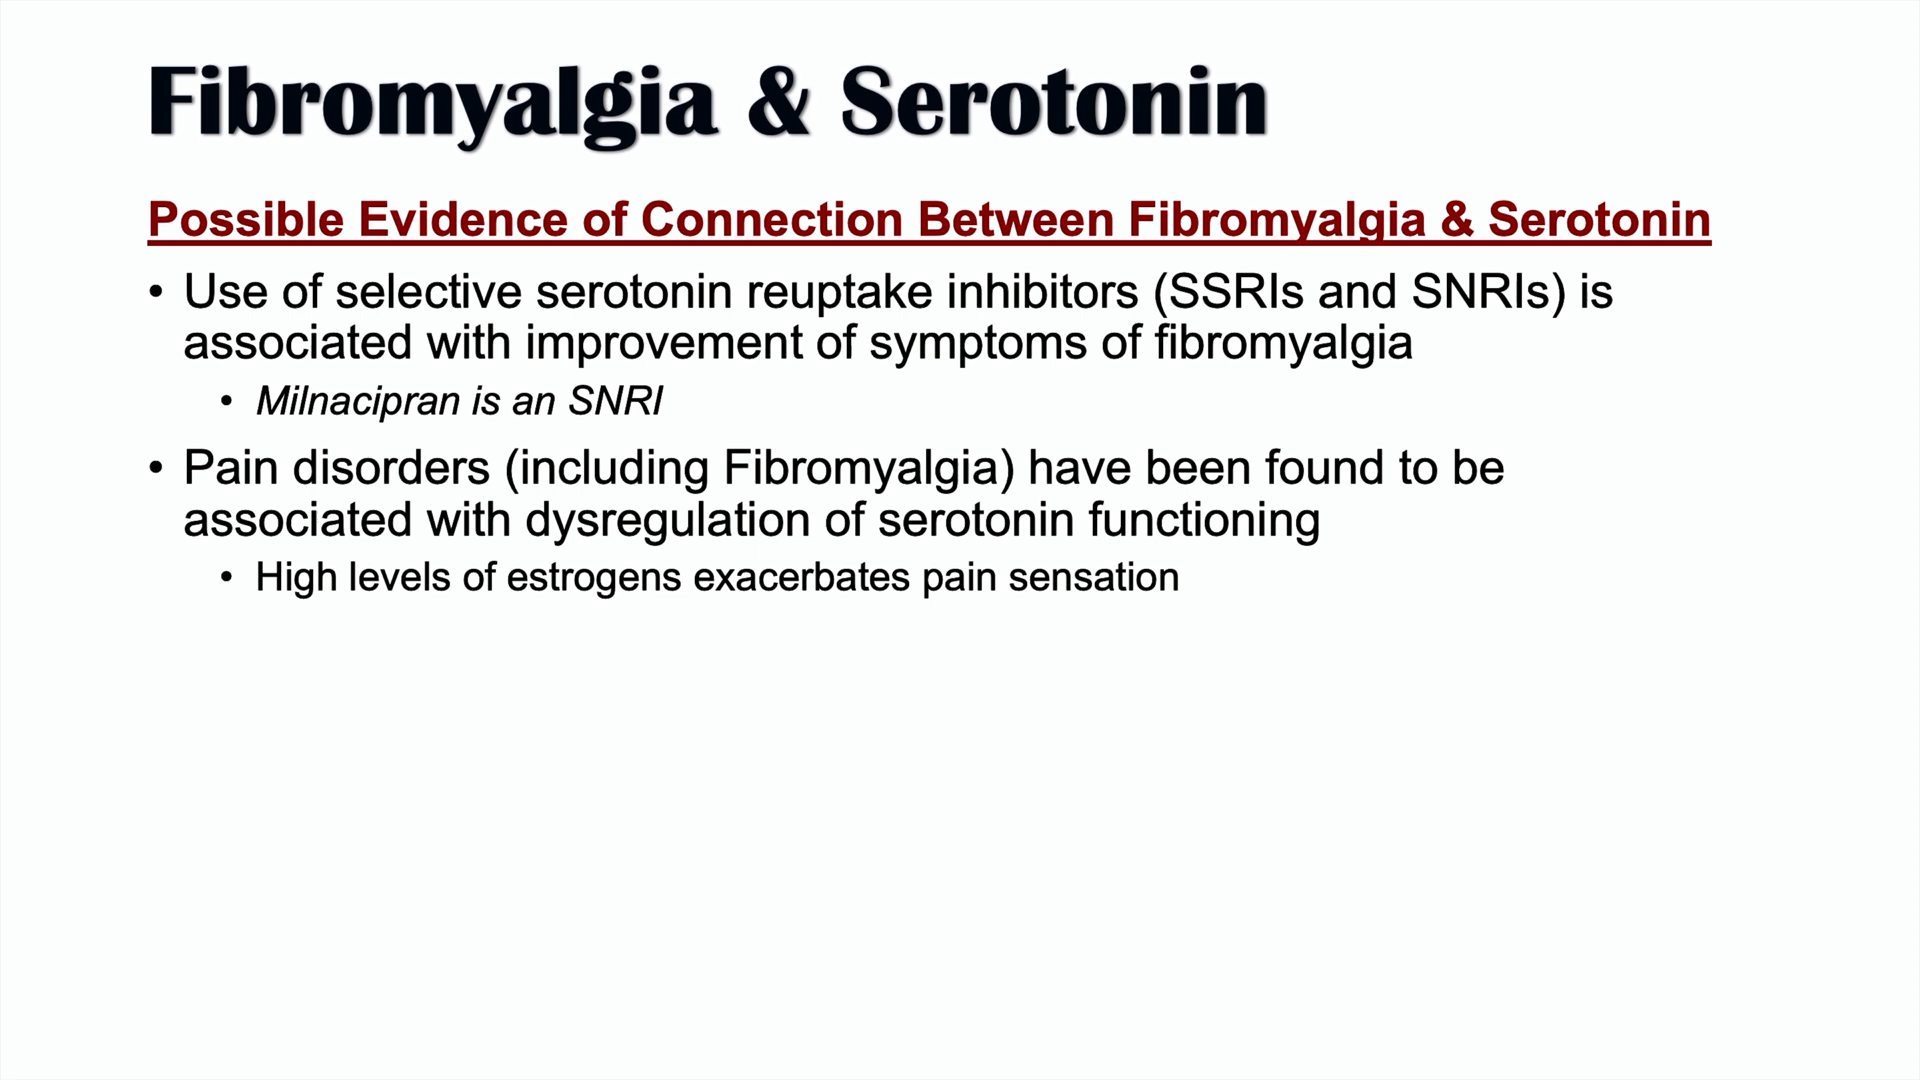 Fibromyalgia & Serotonin
Possible Evidence of Connection Between Fibromyalgia & Serotonin
• Use of selective serotonin reuptake inhibitors (SSRIs and SNRIs) is
associated with improvement of symptoms of fibromyalgia
• Milnacipran is an SNRI
• Pain disorders (including Fibromyalgia) have been found to be
associated with dysregulation of serotonin functioning
• High levels of estrogens exacerbates pain sensation